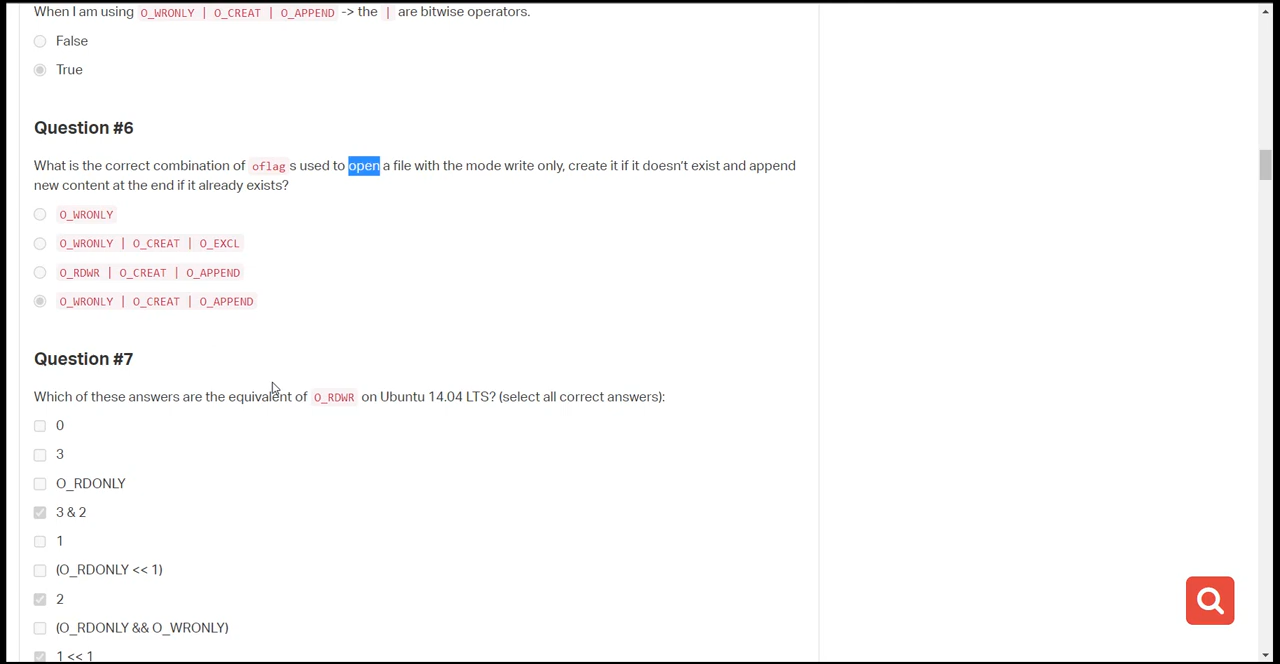 When I am using O_WRONLY | O_CREAT | O_APPEND -> the | are bitwise operators.
False
True
Question #6
What is the correct combination of oflag s used to open a file with the mode write only, create it if it doesn't exist and append
new content at the end if it already exists?
O_WRONLY
O_WRONLY | O_CREAT | O_EXCL
O_RDWR | O_CREAT | O_APPEND
O_WRONLY | O_CREAT | O_APPEND
Question #7
Which of these answers are the equivalent of O_RDWR on Ubuntu 14.04 LTS? (select all correct answers):
0
3
O_RDONLY
3 & 2
1
(O_RDONLY << 1)
2
(O_RDONLY && O_WRONLY)
1 << 1